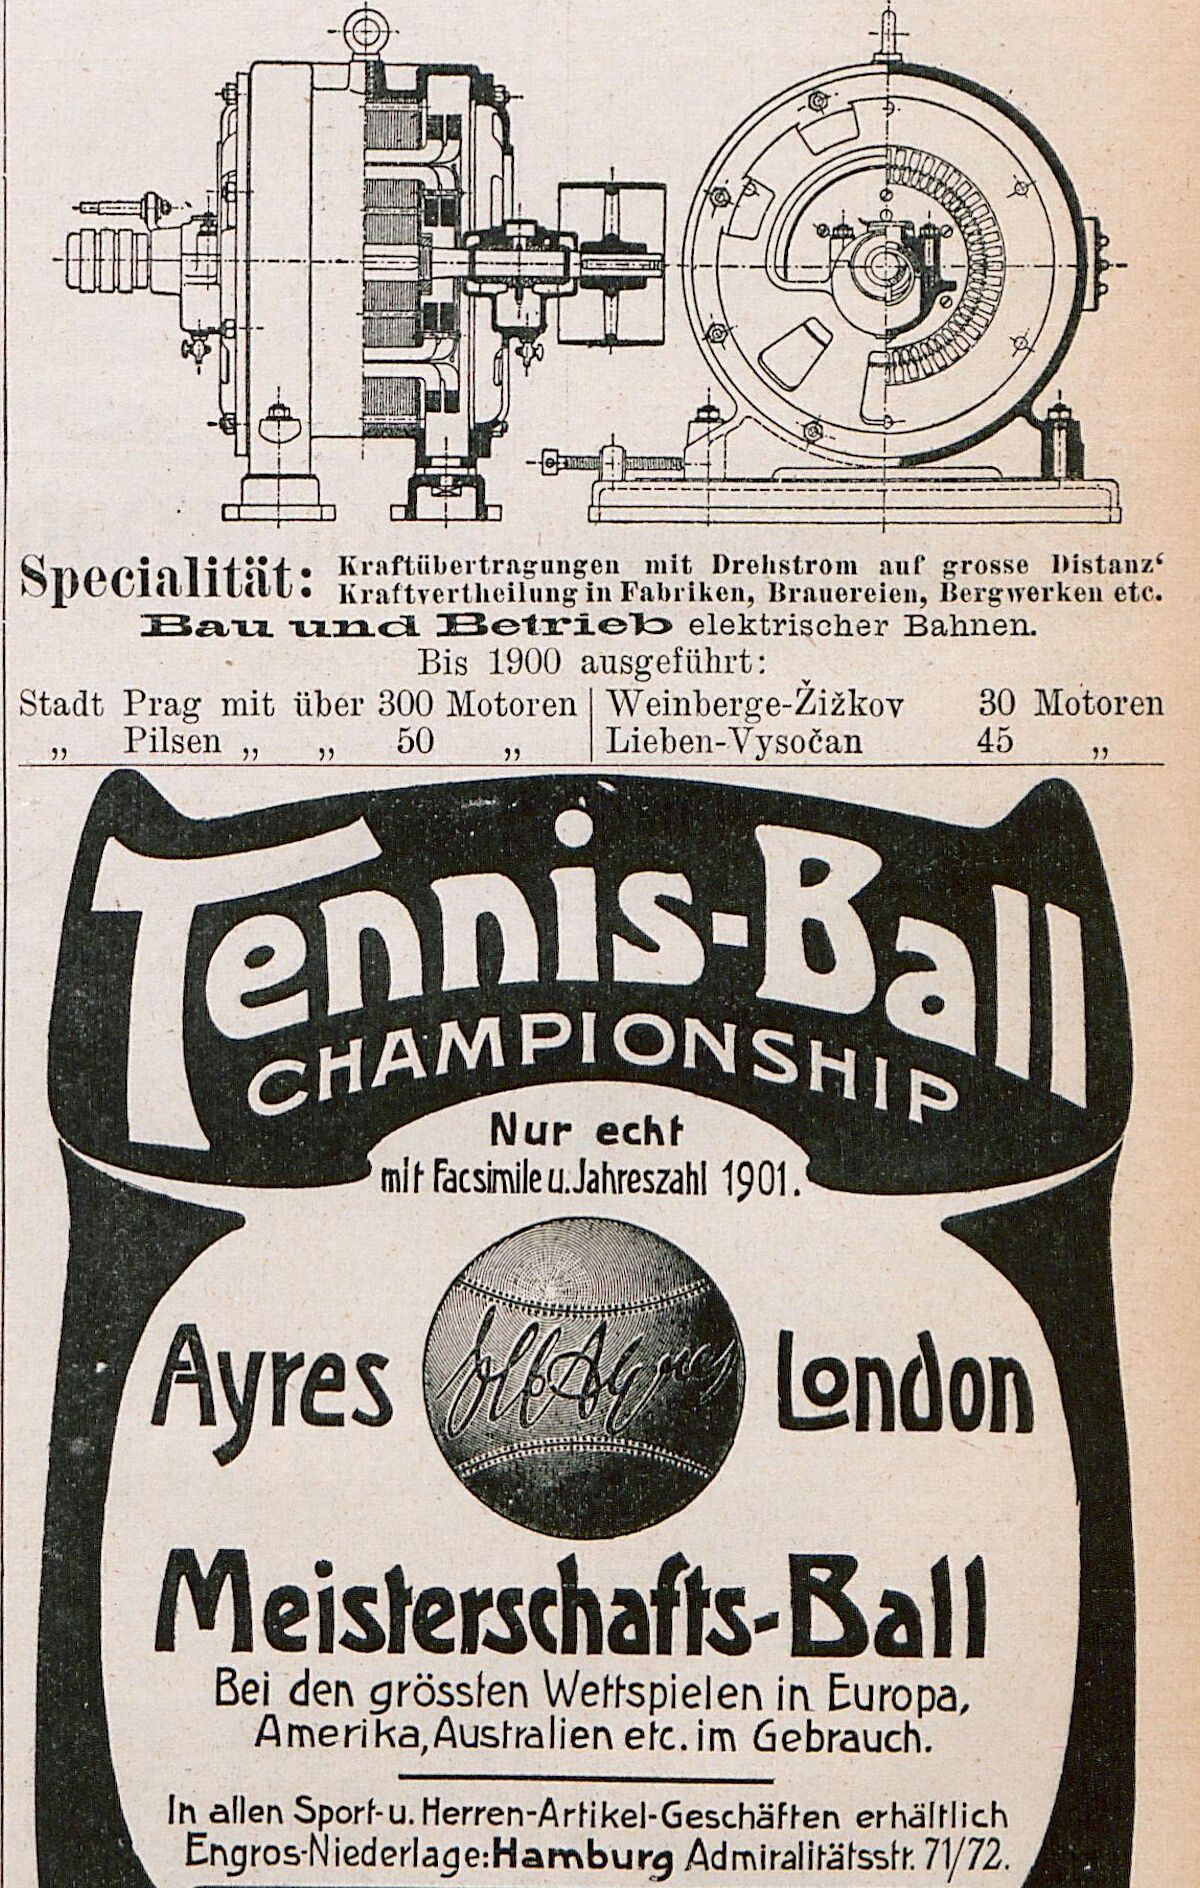 Specialität: Kraftübertragungen mit Drehstrom auf grosse Distanz‘
Kraftvertheilung in Fabriken, Brauereien, Bergwerken etc.
Bau und Betrieb elektrischer Bahnen.
Bis 1900 ausgeführt:
Stadt Prag mit über 300 Motoren | Weinberge-Žižkov 30 Motoren
„ Pilsen „ „ 50 „ | Lieben-Vysočan 45 „
Tennis-Ball
CHAMPIONSHIP
Nur echt
mit Facsimile u. Jahreszahl 1901.
Ayres London
Meisterschafts-Ball
Bei den grössten Wettspielen in Europa,
Amerika, Australien etc. im Gebrauch.
In allen Sport- u. Herren-Artikel-Geschäften erhältlich
Engros-Niederlage: Hamburg Admiralitätsstr. 71/72.